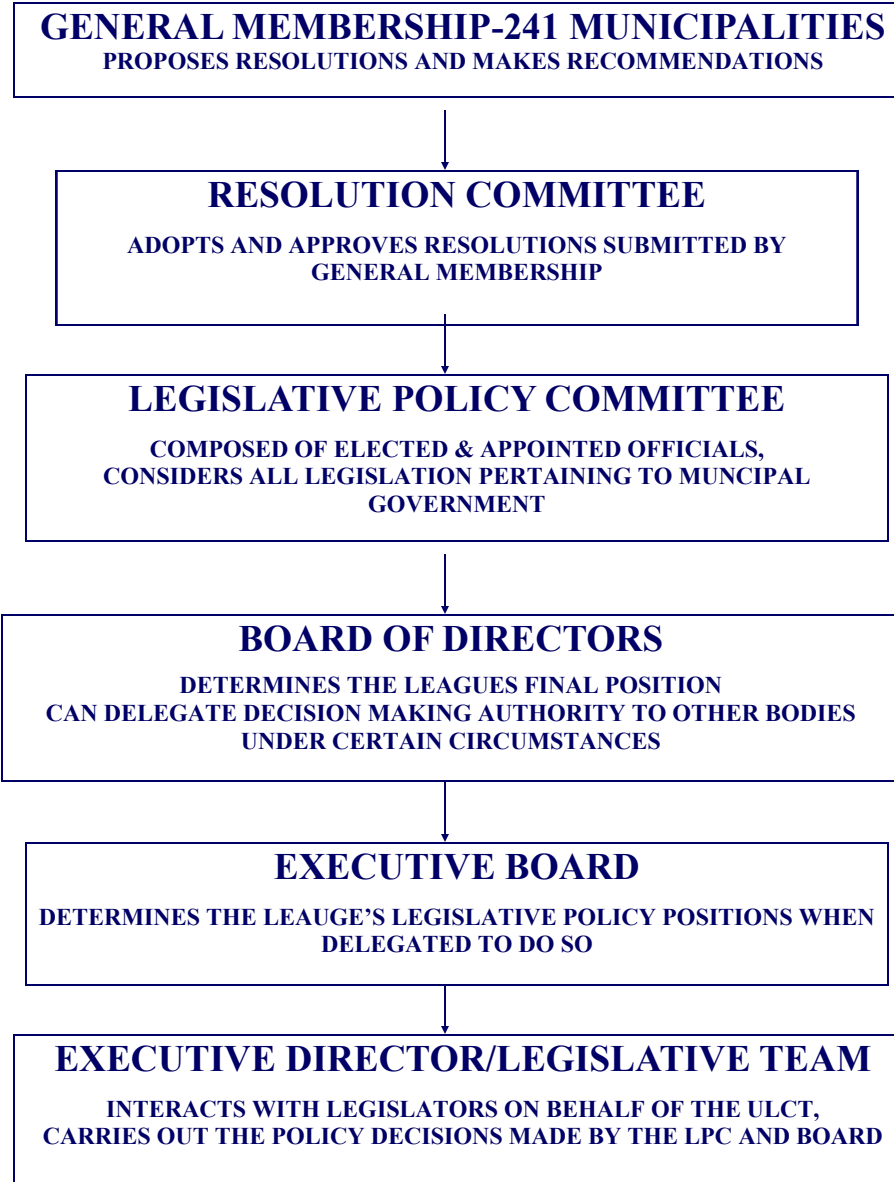 GENERAL MEMBERSHIP-241 MUNICIPALITIES
PROPOSES RESOLUTIONS AND MAKES RECOMMENDATIONS
RESOLUTION COMMITTEE
ADOPTS AND APPROVES RESOLUTIONS SUBMITTED BY
GENERAL MEMBERSHIP
LEGISLATIVE POLICY COMMITTEE
COMPOSED OF ELECTED & APPOINTED OFFICIALS,
CONSIDERS ALL LEGISLATION PERTAINING TO MUNCIPAL
GOVERNMENT
BOARD OF DIRECTORS
DETERMINES THE LEAGUES FINAL POSITION
CAN DELEGATE DECISION MAKING AUTHORITY TO OTHER BODIES
UNDER CERTAIN CIRCUMSTANCES
EXECUTIVE BOARD
DETERMINES THE LEAUGE’S LEGISLATIVE POLICY POSITIONS WHEN
DELEGATED TO DO SO
EXECUTIVE DIRECTOR/LEGISLATIVE TEAM
INTERACTS WITH LEGISLATORS ON BEHALF OF THE ULCT,
CARRIES OUT THE POLICY DECISIONS MADE BY THE LPC AND BOARD